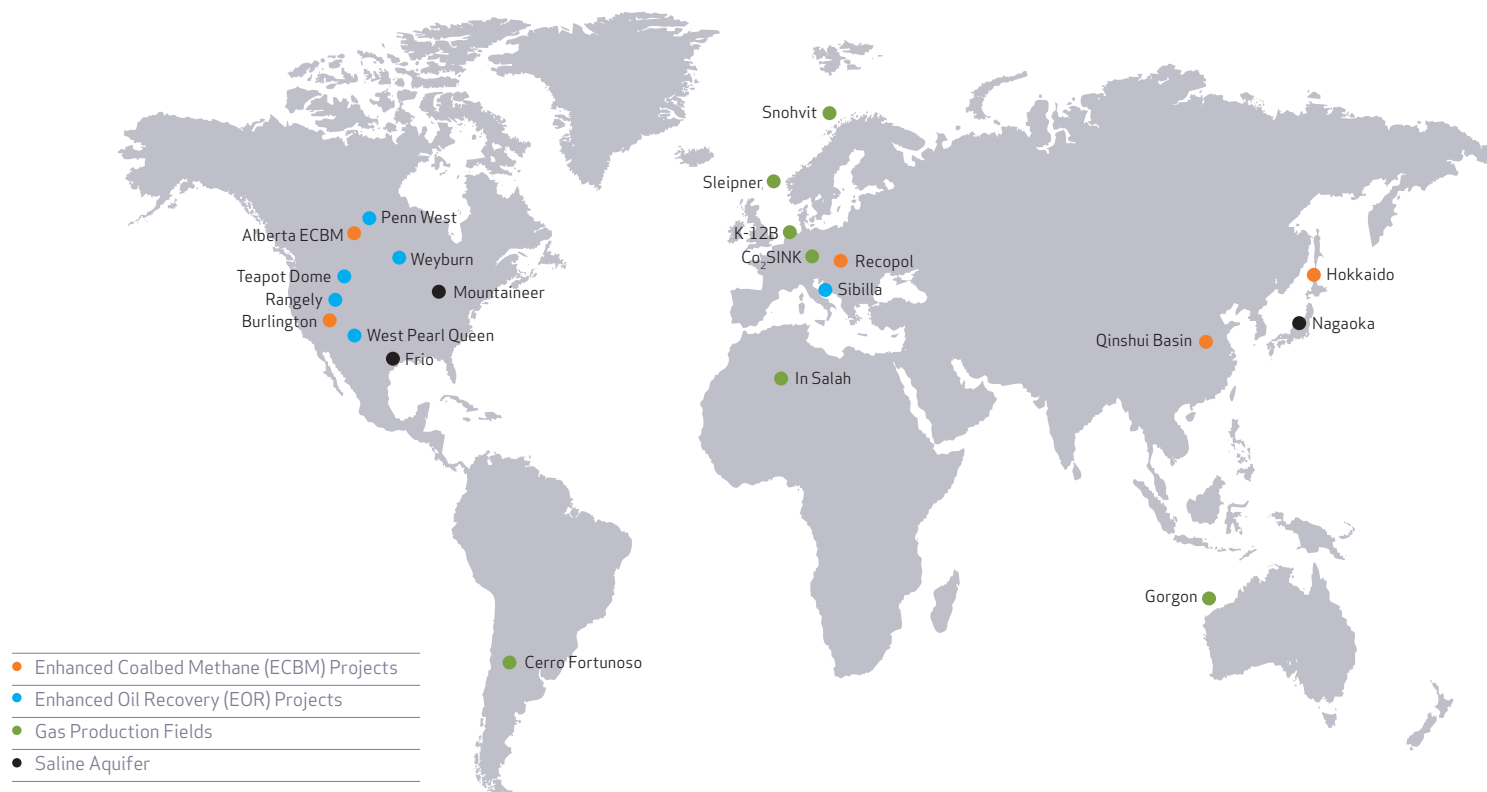 Snohvit
Sleipner
Penn West
Alberta ECBM
K-12B
Weyburn
Co₂SINK
Recopol
Teapot Dome
Hokkaido
Sibilla
Mountaineer
Rangely
Burlington
Nagaoka
West Pearl Queen
Qinshui Basin
Frio
In Salah
Gorgon
Cerro Fortunoso
Enhanced Coalbed Methane (ECBM) Projects
Enhanced Oil Recovery (EOR) Projects
Gas Production Fields
Saline Aquifer